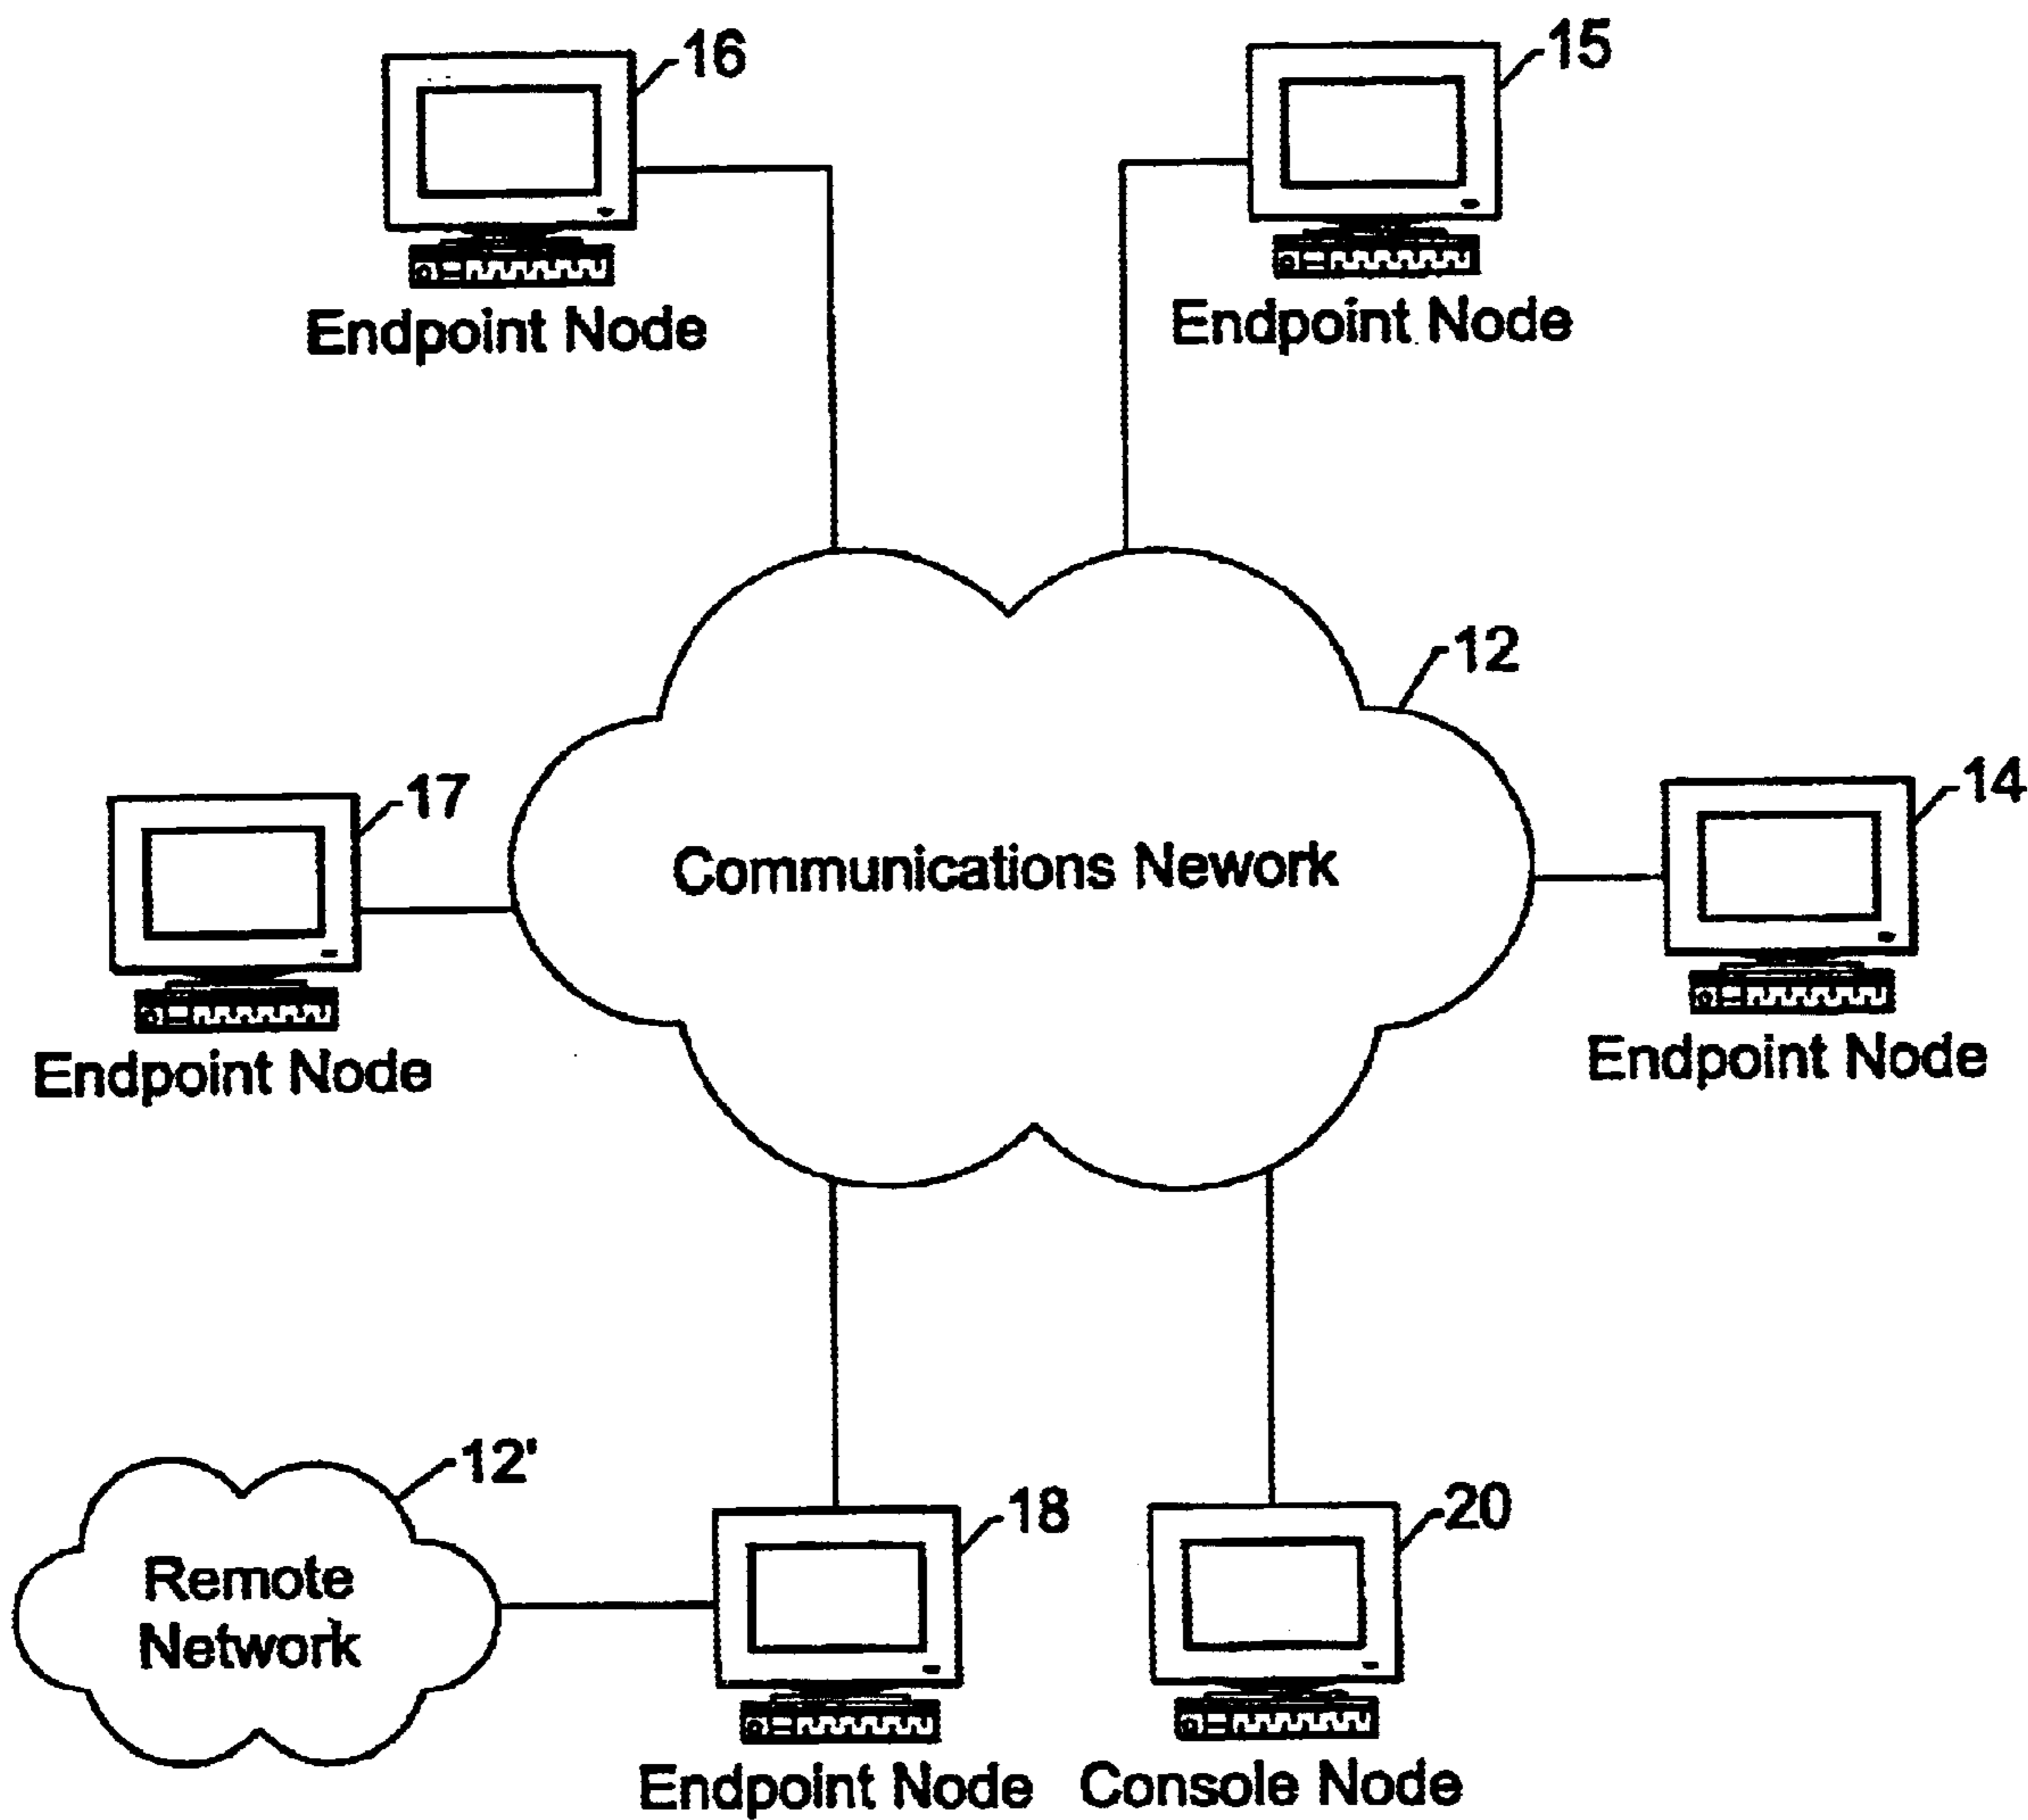 16
15
Endpoint Node
Endpoint Node
12
17
14
Communications Nework
Endpoint Node
Endpoint Node
12'
18
20
Remote
Network
Endpoint Node
Console Node